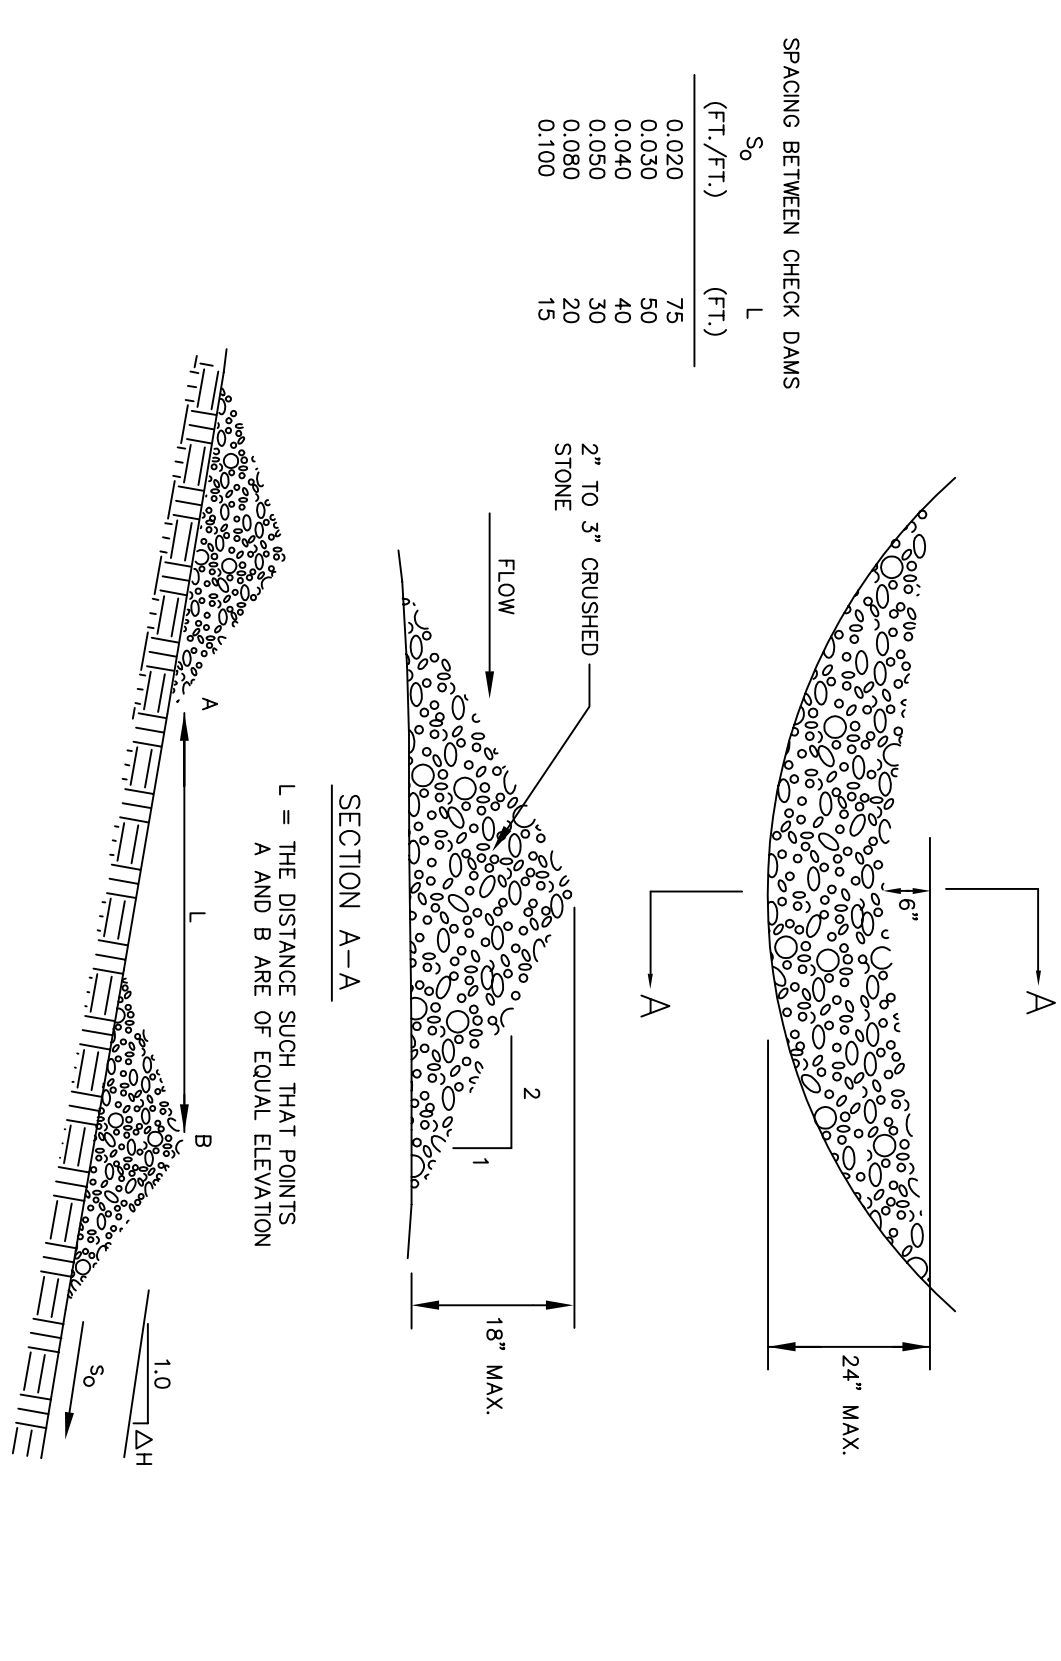 A
6"
A
24" MAX.
2" TO 3" CRUSHED
STONE
FLOW
2
1
18" MAX.
SECTION A-A
SPACING BETWEEN CHECK DAMS
So L
(FT./FT.) (FT.)
0.020 75
0.030 50
0.040 40
0.050 30
0.080 20
0.100 15
L = THE DISTANCE SUCH THAT POINTS
A AND B ARE OF EQUAL ELEVATION
A
L
B
1.0
ΔH
So